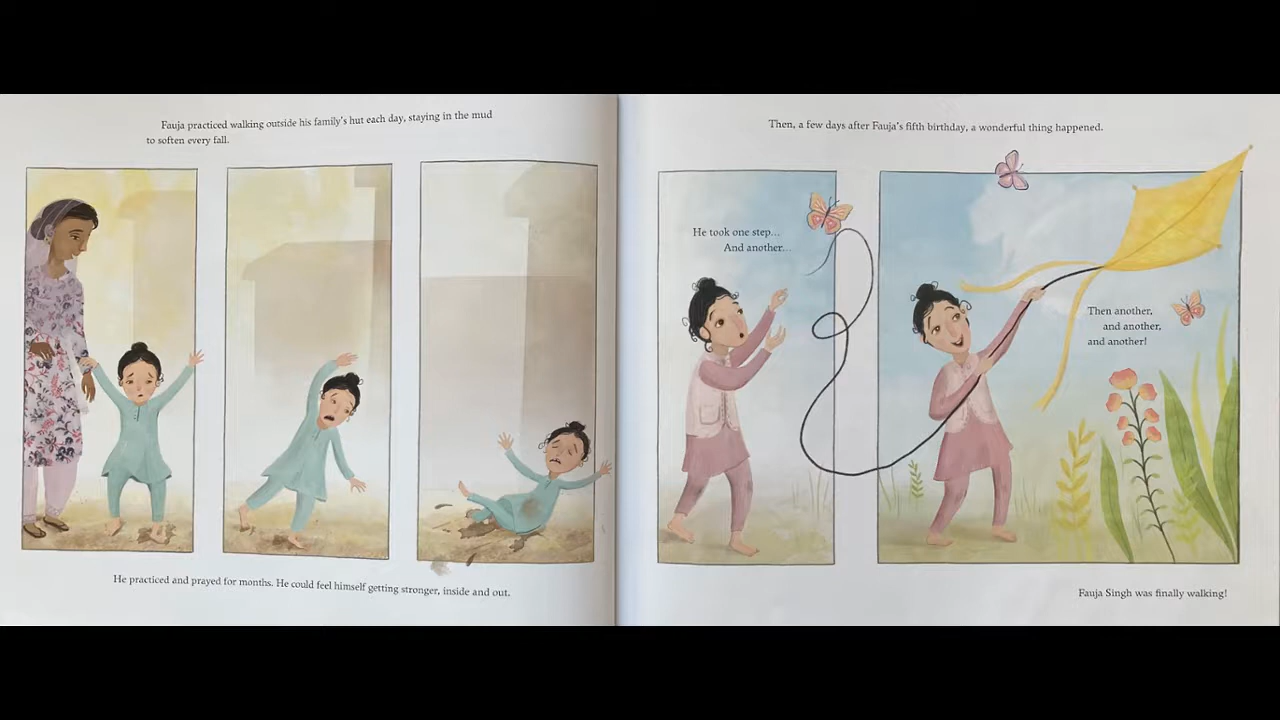 Fauja practiced walking outside his family's hut each day, staying in the mud
to soften every fall.
He practiced and prayed for months. He could feel himself getting stronger, inside and out.
Then, a few days after Fauja's fifth birthday, a wonderful thing happened.
He took one step...
And another...
Then another,
and another,
and another!
Fauja Singh was finally walking!